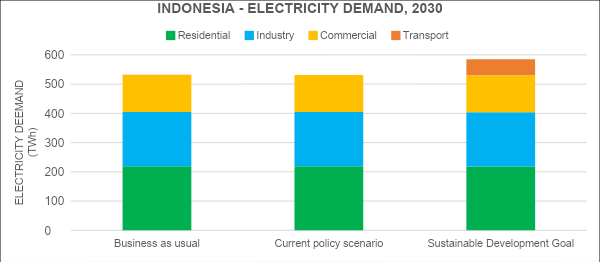 INDONESIA - ELECTRICITY DEMAND, 2030
Residential Industry Commercial Transport
ELECTRICITY DEEMAND
(TWh)
600
500
400
300
200
100
0
Business as usual Current policy scenario Sustainable Development Goal